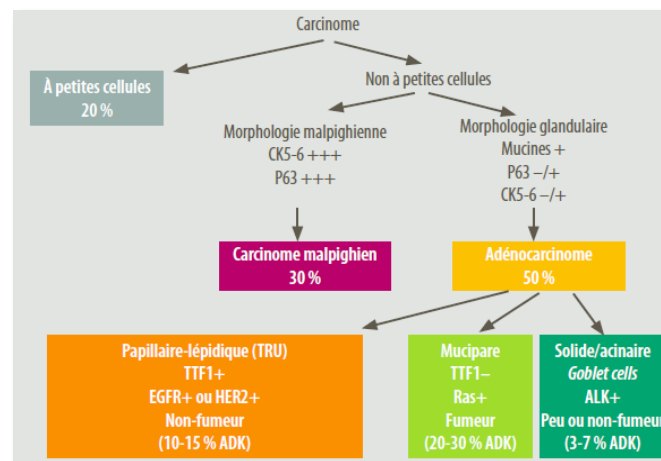 Carcinome
Non à petites cellules
À petites cellules
20 %
Morphologie malpighienne
CK5-6 +++
P63 +++
Morphologie glandulaire
Mucines +
P63 –/+
CK5-6 –/+
Carcinome malpighien
30 %
Adénocarcinome
50 %
Papillaire-lépidique (TRU)
TTF1+
EGFR+ ou HER2+
Non-fumeur
(10-15 % ADK)
Mucipare
TTF1–
Ras+
Fumeur
(20-30 % ADK)
Solide/acinaire
Goblet cells
ALK+
Peu ou non-fumeur
(3-7 % ADK)